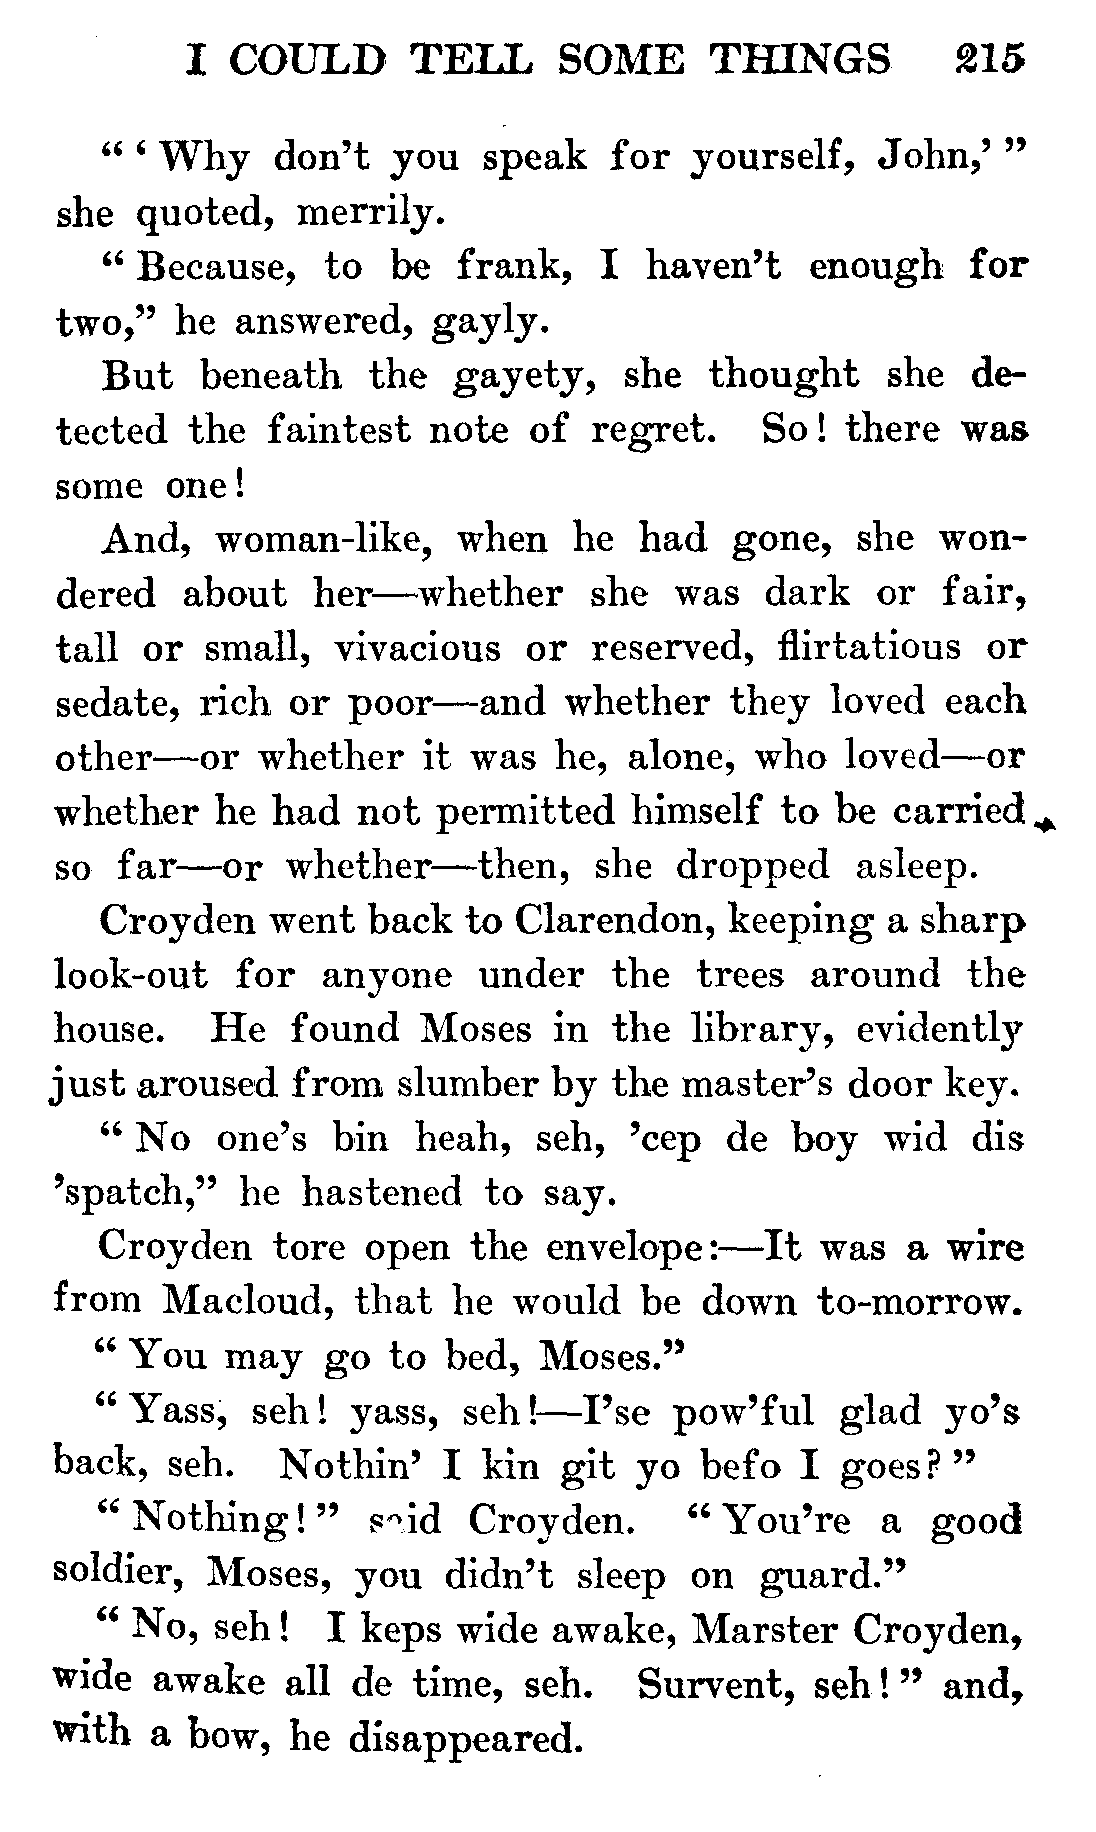 I COULD TELL SOME THINGS 215
" ' Why don't you speak for yourself, John,' "
she quoted, merrily.
" Because, to be frank, I haven't enough for
two," he answered, gayly.
But beneath the gayety, she thought she de-
tected the faintest note of regret. So! there was
some one!
And, woman-like, when he had gone, she won-
dered about her—whether she was dark or fair,
tall or small, vivacious or reserved, flirtatious or
sedate, rich or poor—and whether they loved each
other—or whether it was he, alone, who loved—or
whether he had not permitted himself to be carried
so far—or whether—then, she dropped asleep.
Croyden went back to Clarendon, keeping a sharp
look-out for anyone under the trees around the
house. He found Moses in the library, evidently
just aroused from slumber by the master's door key.
" No one's bin heah, seh, 'cep de boy wid dis
'spatch," he hastened to say.
Croyden tore open the envelope:—It was a wire
from Macloud, that he would be down to-morrow.
" You may go to bed, Moses."
" Yass, seh! yass, seh!—I'se pow'ful glad yo's
back, seh. Nothin' I kin git yo befo I goes? "
" Nothing! " said Croyden. " You're a good
soldier, Moses, you didn't sleep on guard."
" No, seh! I keps wide awake, Marster Croyden,
wide awake all de time, seh. Survent, seh! " and,
with a bow, he disappeared.